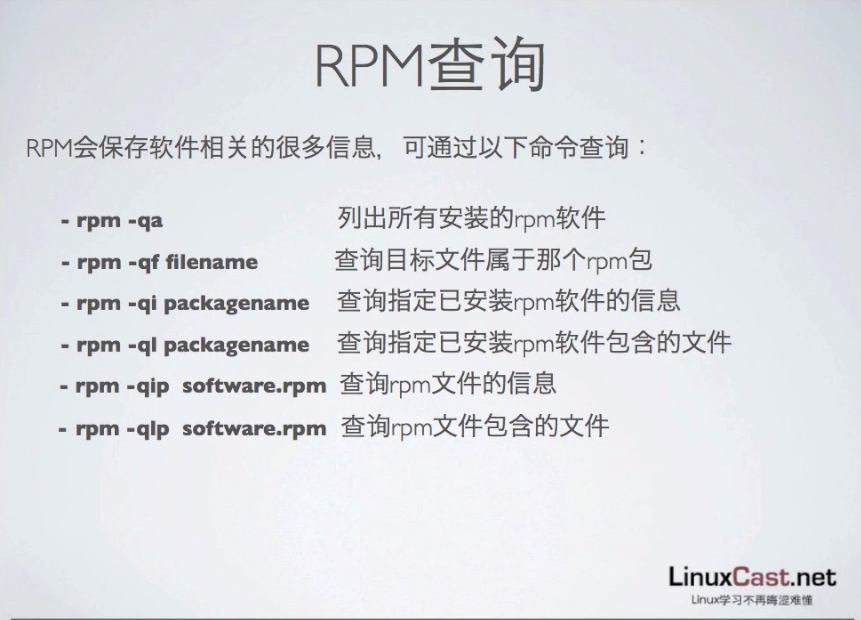 RPM查询
RPM会保存软件相关的很多信息，可通过以下命令查询：
- rpm -qa 列出所有安装的rpm软件
- rpm -qf filename 查询目标文件属于那个rpm包
- rpm -qi packagename 查询指定已安装rpm软件的信息
- rpm -ql packagename 查询指定已安装rpm软件包含的文件
- rpm -qip software.rpm 查询rpm文件的信息
- rpm -qlp software.rpm 查询rpm文件包含的文件
LinuxCast.net
Linux学习不再晦涩难懂